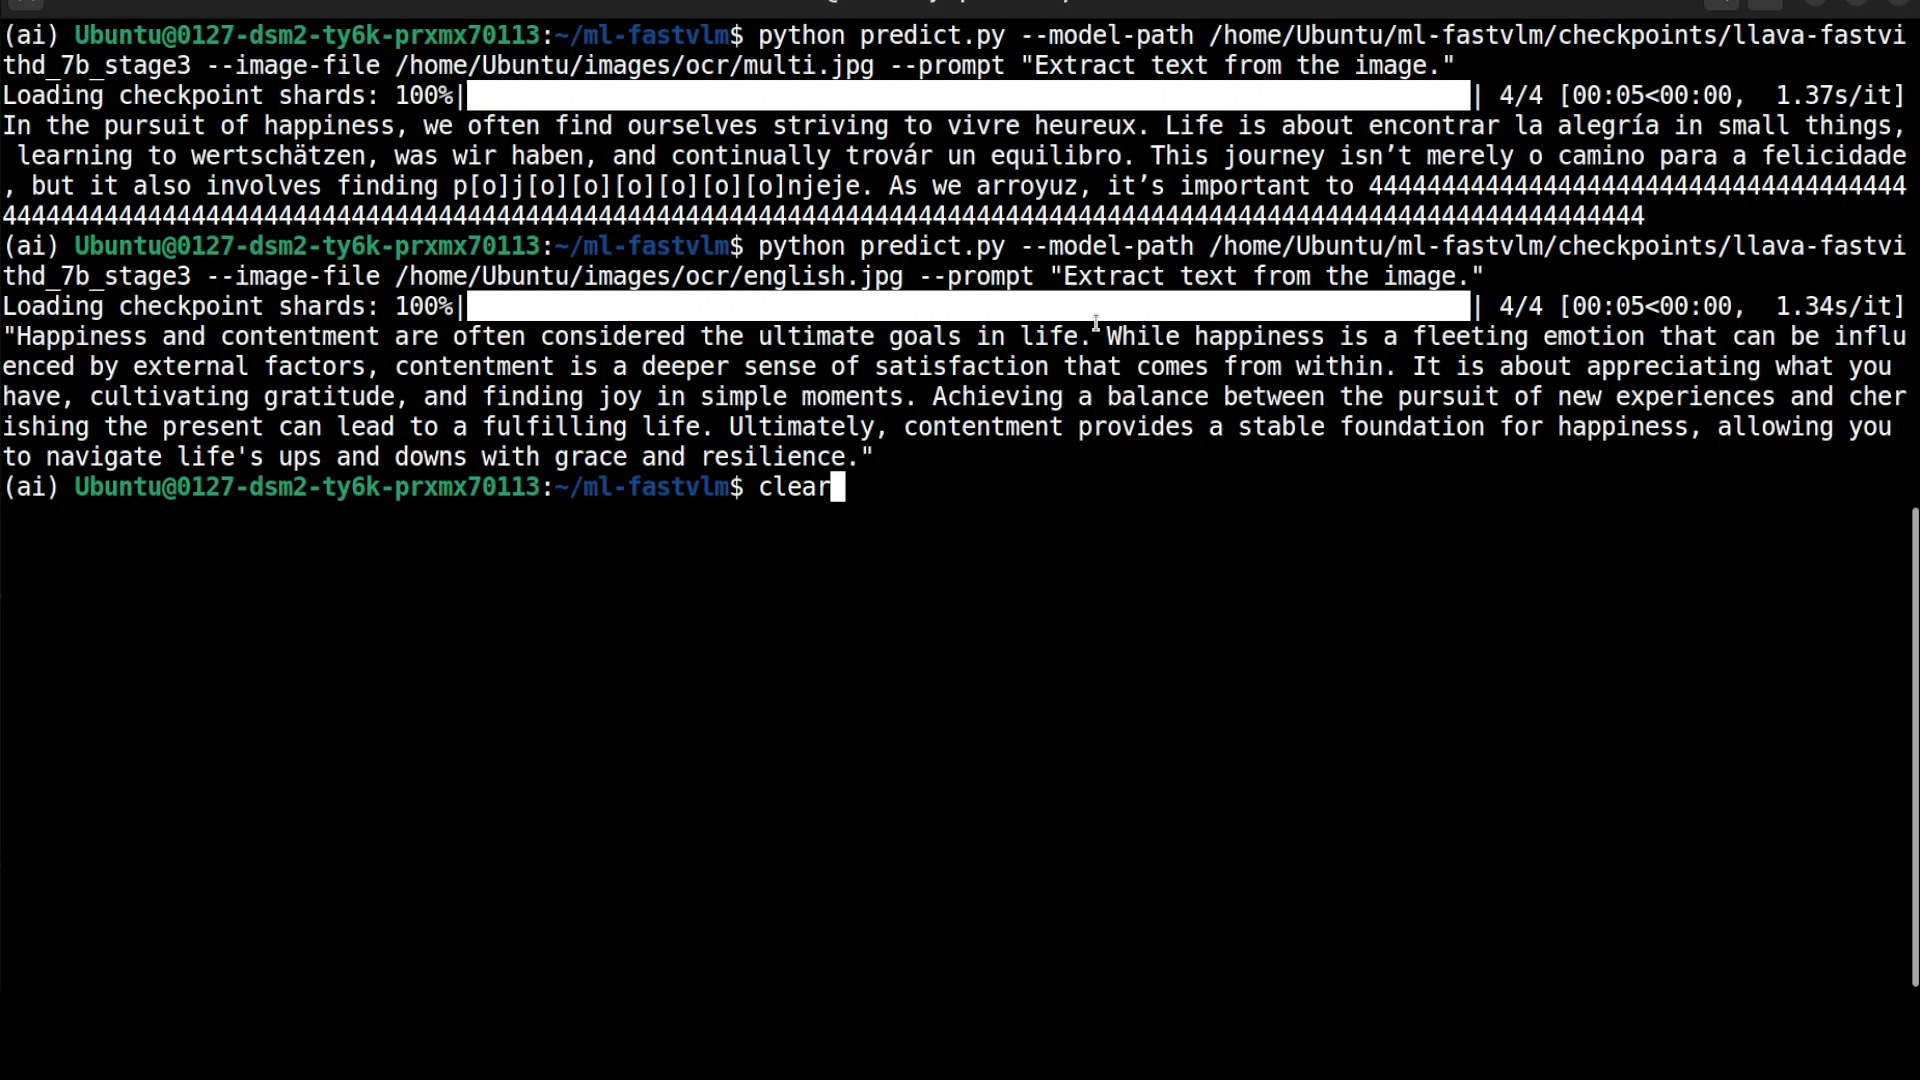 (ai) Ubuntu@0127-dsm2-ty6k-prxmx70113:~/ml-fastvlm$ python predict.py --model-path /home/Ubuntu/ml-fastvlm/checkpoints/llava-fastvi
thd_7b_stage3 --image-file /home/Ubuntu/images/ocr/multi.jpg --prompt "Extract text from the image."
Loading checkpoint shards: 100%| | 4/4 [00:05<00:00,  1.37s/it]
In the pursuit of happiness, we often find ourselves striving to vivre heureux. Life is about encontrar la alegría in small things,
 learning to wertschätzen, was wir haben, and continually trovár un equilibro. This journey isn’t merely o camino para a felicidade
, but it also involves finding p[o]j[o][o][o][o][o][o]njeje. As we arroyuz, it’s important to 4444444444444444444444444444444444444
44444444444444444444444444444444444444444444444444444444444444444444444444444444444444444444444444444444444444444
(ai) Ubuntu@0127-dsm2-ty6k-prxmx70113:~/ml-fastvlm$ python predict.py --model-path /home/Ubuntu/ml-fastvlm/checkpoints/llava-fastvi
thd_7b_stage3 --image-file /home/Ubuntu/images/ocr/english.jpg --prompt "Extract text from the image."
Loading checkpoint shards: 100%| | 4/4 [00:05<00:00,  1.34s/it]
"Happiness and contentment are often considered the ultimate goals in life. While happiness is a fleeting emotion that can be influ
enced by external factors, contentment is a deeper sense of satisfaction that comes from within. It is about appreciating what you
have, cultivating gratitude, and finding joy in simple moments. Achieving a balance between the pursuit of new experiences and cher
ishing the present can lead to a fulfilling life. Ultimately, contentment provides a stable foundation for happiness, allowing you
to navigate life's ups and downs with grace and resilience."
(ai) Ubuntu@0127-dsm2-ty6k-prxmx70113:~/ml-fastvlm$ clear